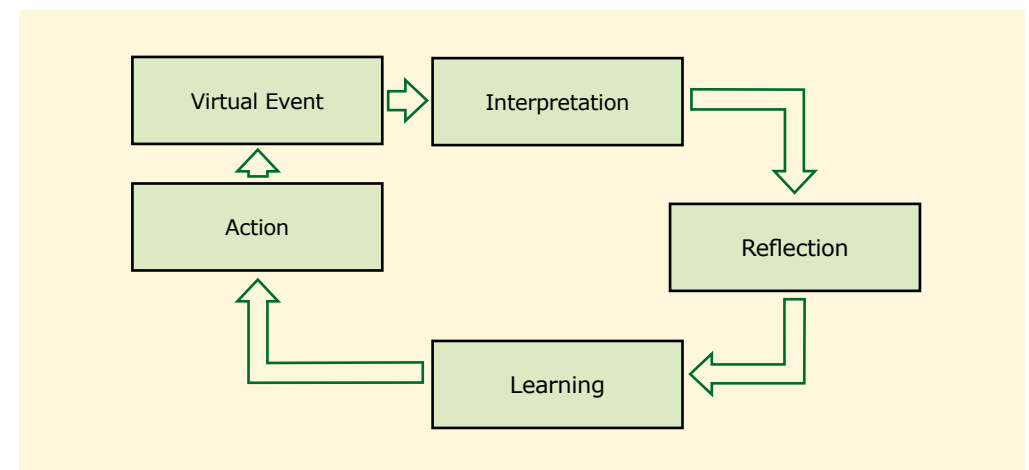 Virtual Event
Interpretation
Action
Reflection
Learning